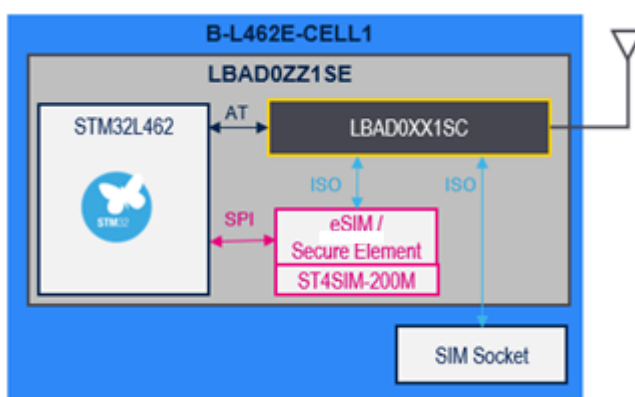 B-L462E-CELL1
LBAD0ZZ1SE
STM32L462
AT
LBAD0XX1SC
STM32
ISO
ISO
SPI
eSIM /
Secure Element
ST4SIM-200M
SIM Socket